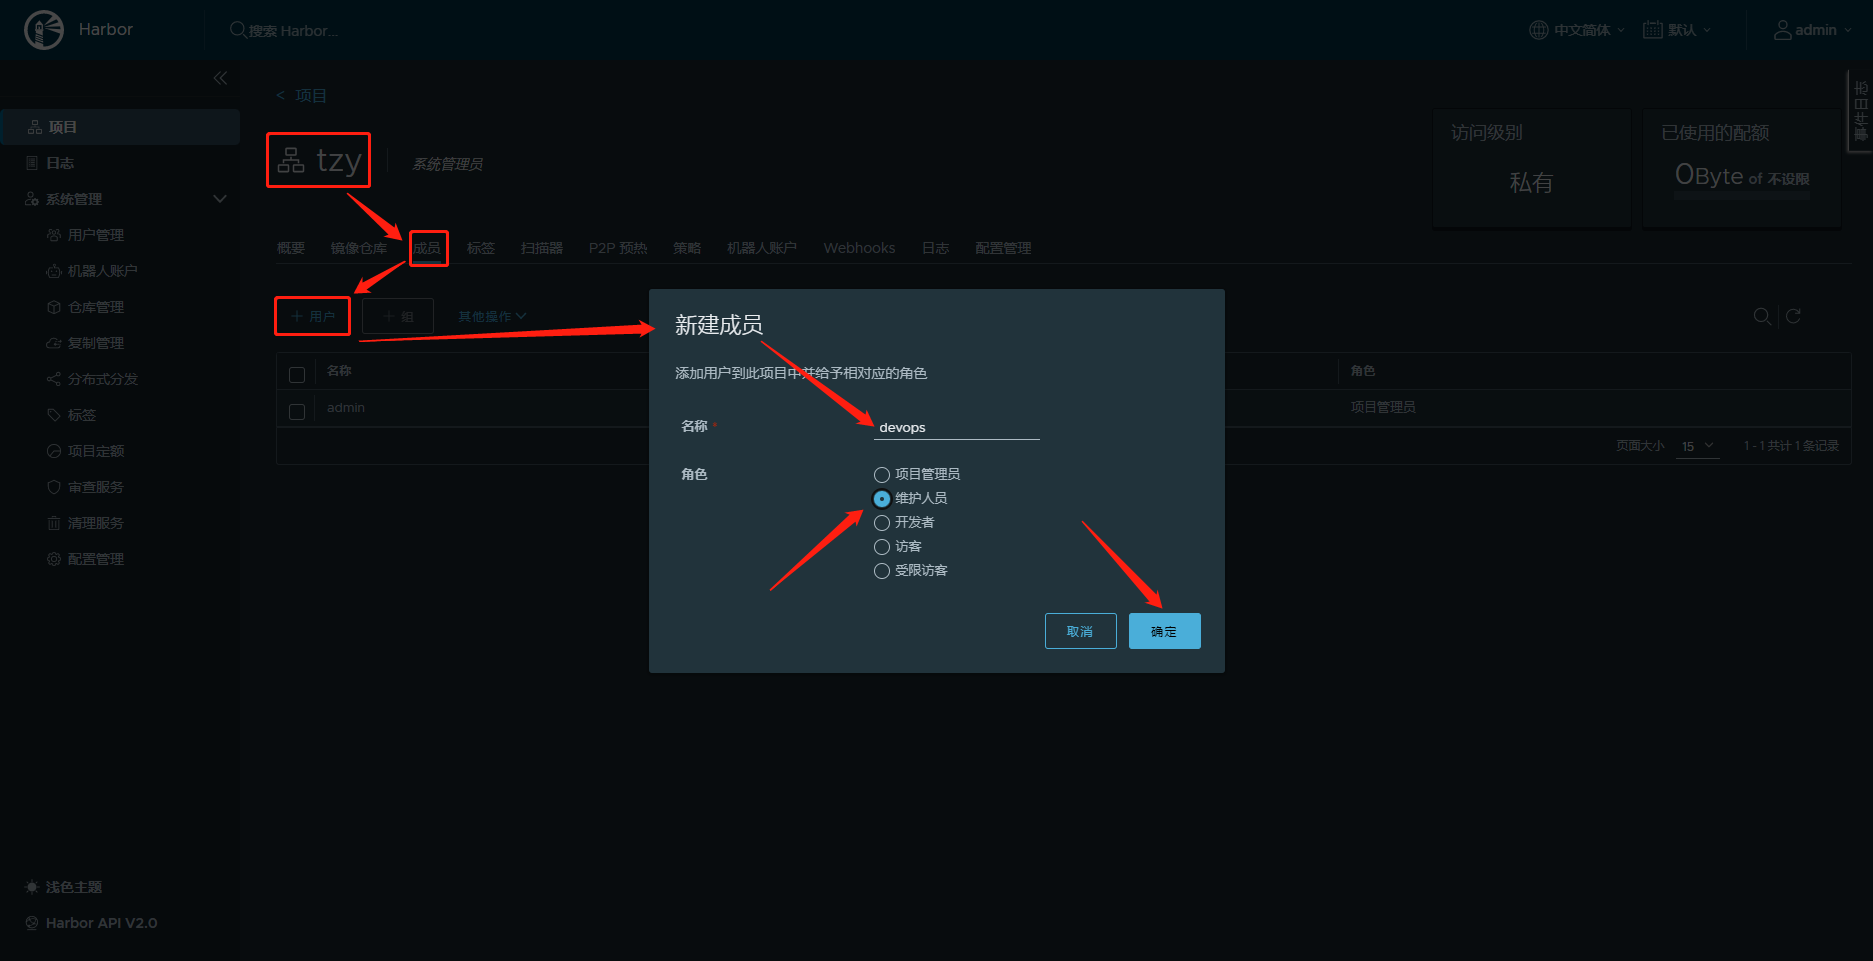 Harbor
搜索 Harbor...
中文简体
默认
admin
事件日志
项目
日志
系统管理
用户管理
机器人账户
仓库管理
复制管理
分布式分发
标签
项目定额
审查服务
清理服务
配置管理
浅色主题
Harbor API V2.0
< 项目
tzy
系统管理员
访问级别
私有
已使用的配额
0Byte of 不设限
概要 镜像仓库 成员 标签 扫描器 P2P 预热 策略 机器人账户 Webhooks 日志 配置管理
+ 用户
+ 组
其他操作
名称
角色
admin
项目管理员
页面大小 15
1 - 1 共计 1 条记录
新建成员
添加用户到此项目中并给予相对应的角色
名称 *
devops
角色
项目管理员
维护人员
开发者
访客
受限访客
取消
确定